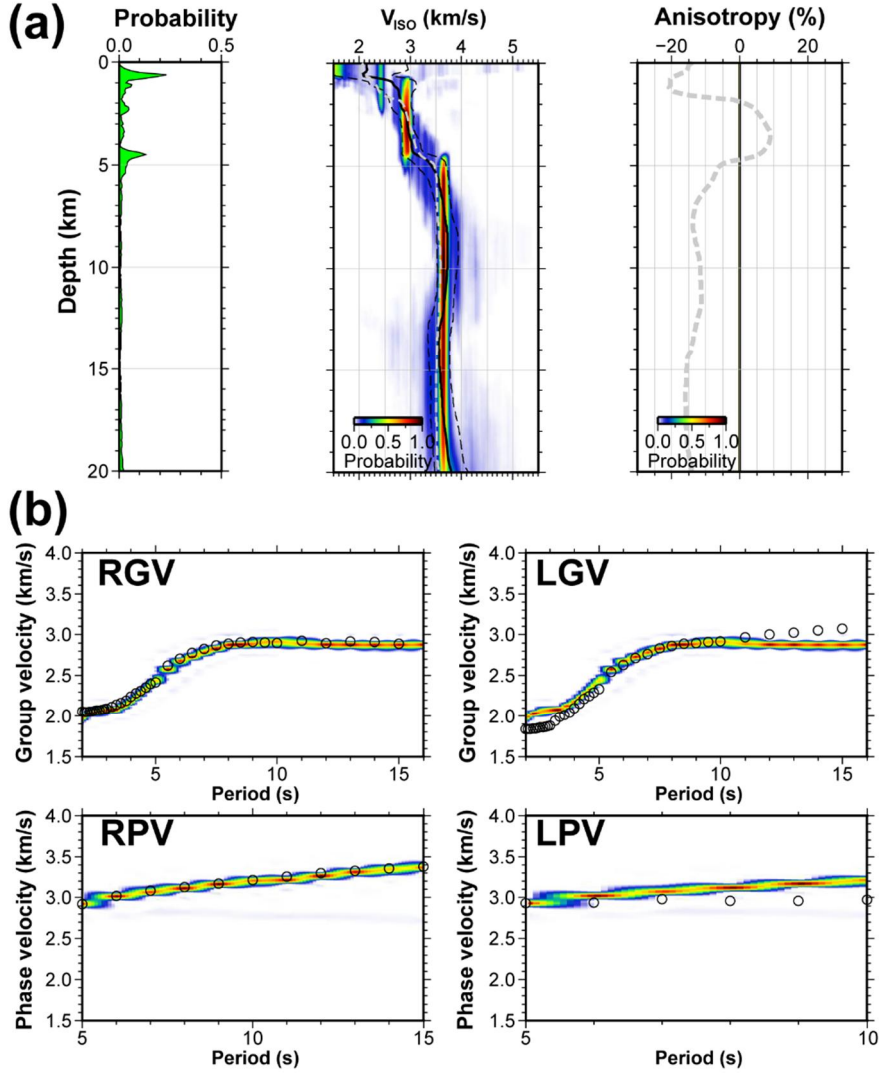 (a)
Probability
0.0 0.5
V_ISO (km/s)
2 3 4 5
Anisotropy (%)
−20 0 20
Depth (km)
0
5
10
15
20
0.0 0.5 1.0
Probability
0.0 0.5 1.0
Probability
(b)
RGV
Group velocity (km/s)
4.0
3.5
3.0
2.5
2.0
1.5
5 10 15
Period (s)
LGV
Group velocity (km/s)
4.0
3.5
3.0
2.5
2.0
1.5
5 10 15
Period (s)
RPV
Phase velocity (km/s)
4.0
3.5
3.0
2.5
2.0
1.5
5 10 15
Period (s)
LPV
Phase velocity (km/s)
4.0
3.5
3.0
2.5
2.0
1.5
5 10
Period (s)